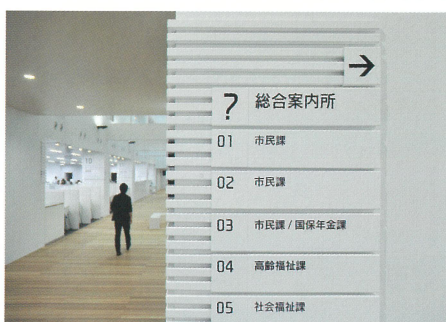 →
? 総合案内所
01 市民課
02 市民課
03 市民課 / 国保年金課
04 高齢福祉課
05 社会福祉課
10